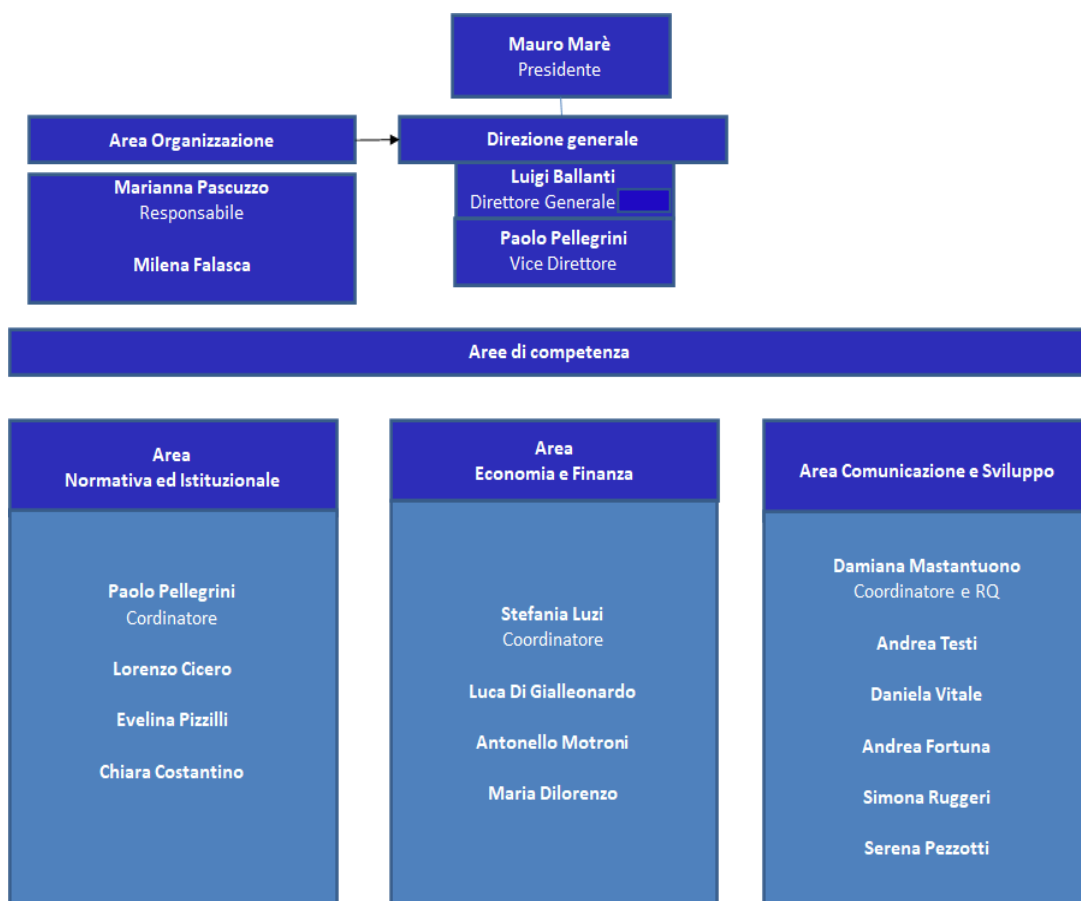 Mauro Marè
Presidente
Area Organizzazione
Direzione generale
Marianna Pascuzzo
Responsabile
Milena Falasca
Luigi Ballanti
Direttore Generale
Paolo Pellegrini
Vice Direttore
Aree di competenza
Area
Normativa ed Istituzionale
Paolo Pellegrini
Cordinatore
Lorenzo Cicero
Evelina Pizzilli
Chiara Costantino
Area
Economia e Finanza
Stefania Luzi
Coordinatore
Luca Di Gialleonardo
Antonello Motroni
Maria Dilorenzo
Area Comunicazione e Sviluppo
Damiana Mastantuono
Coordinatore e RQ
Andrea Testi
Daniela Vitale
Andrea Fortuna
Simona Ruggeri
Serena Pezzotti